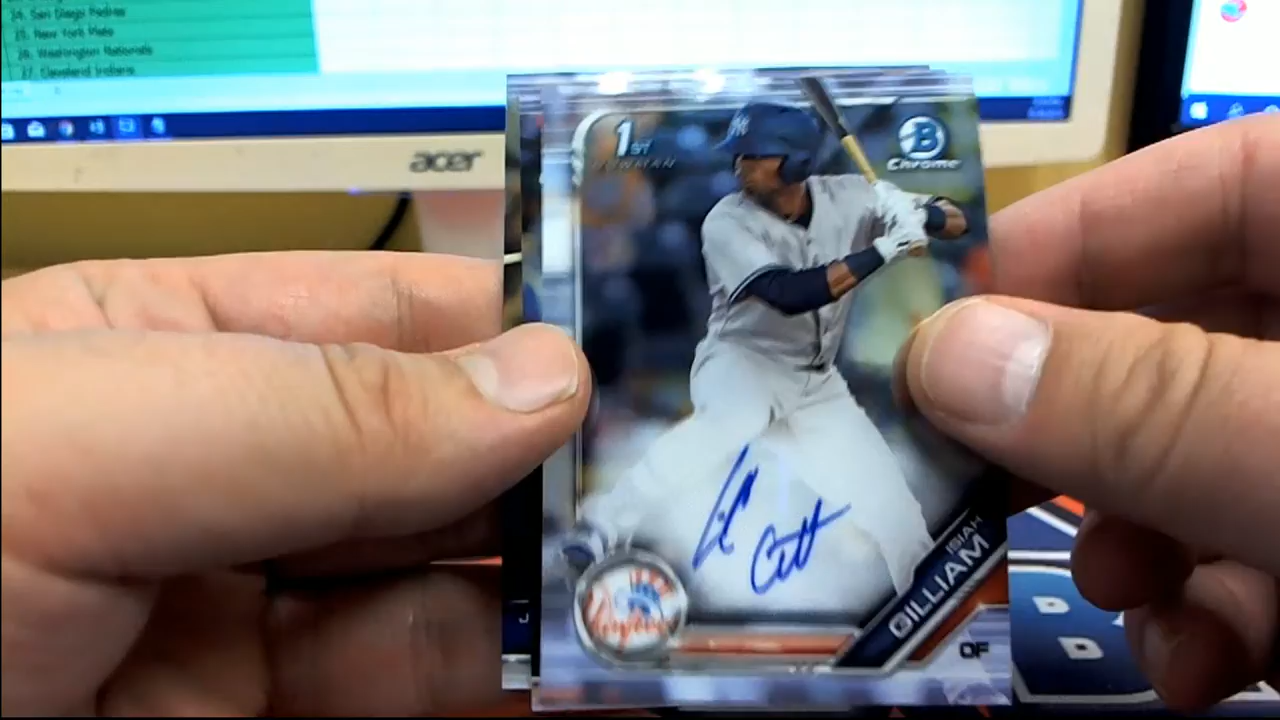 24. San Diego Padres
25. New York Mets
26. Washington Nationals
27. Cleveland Indians
acer
1ST
BOWMAN
B
Chrome
Yankees
ISIAH
GILLIAM
OF